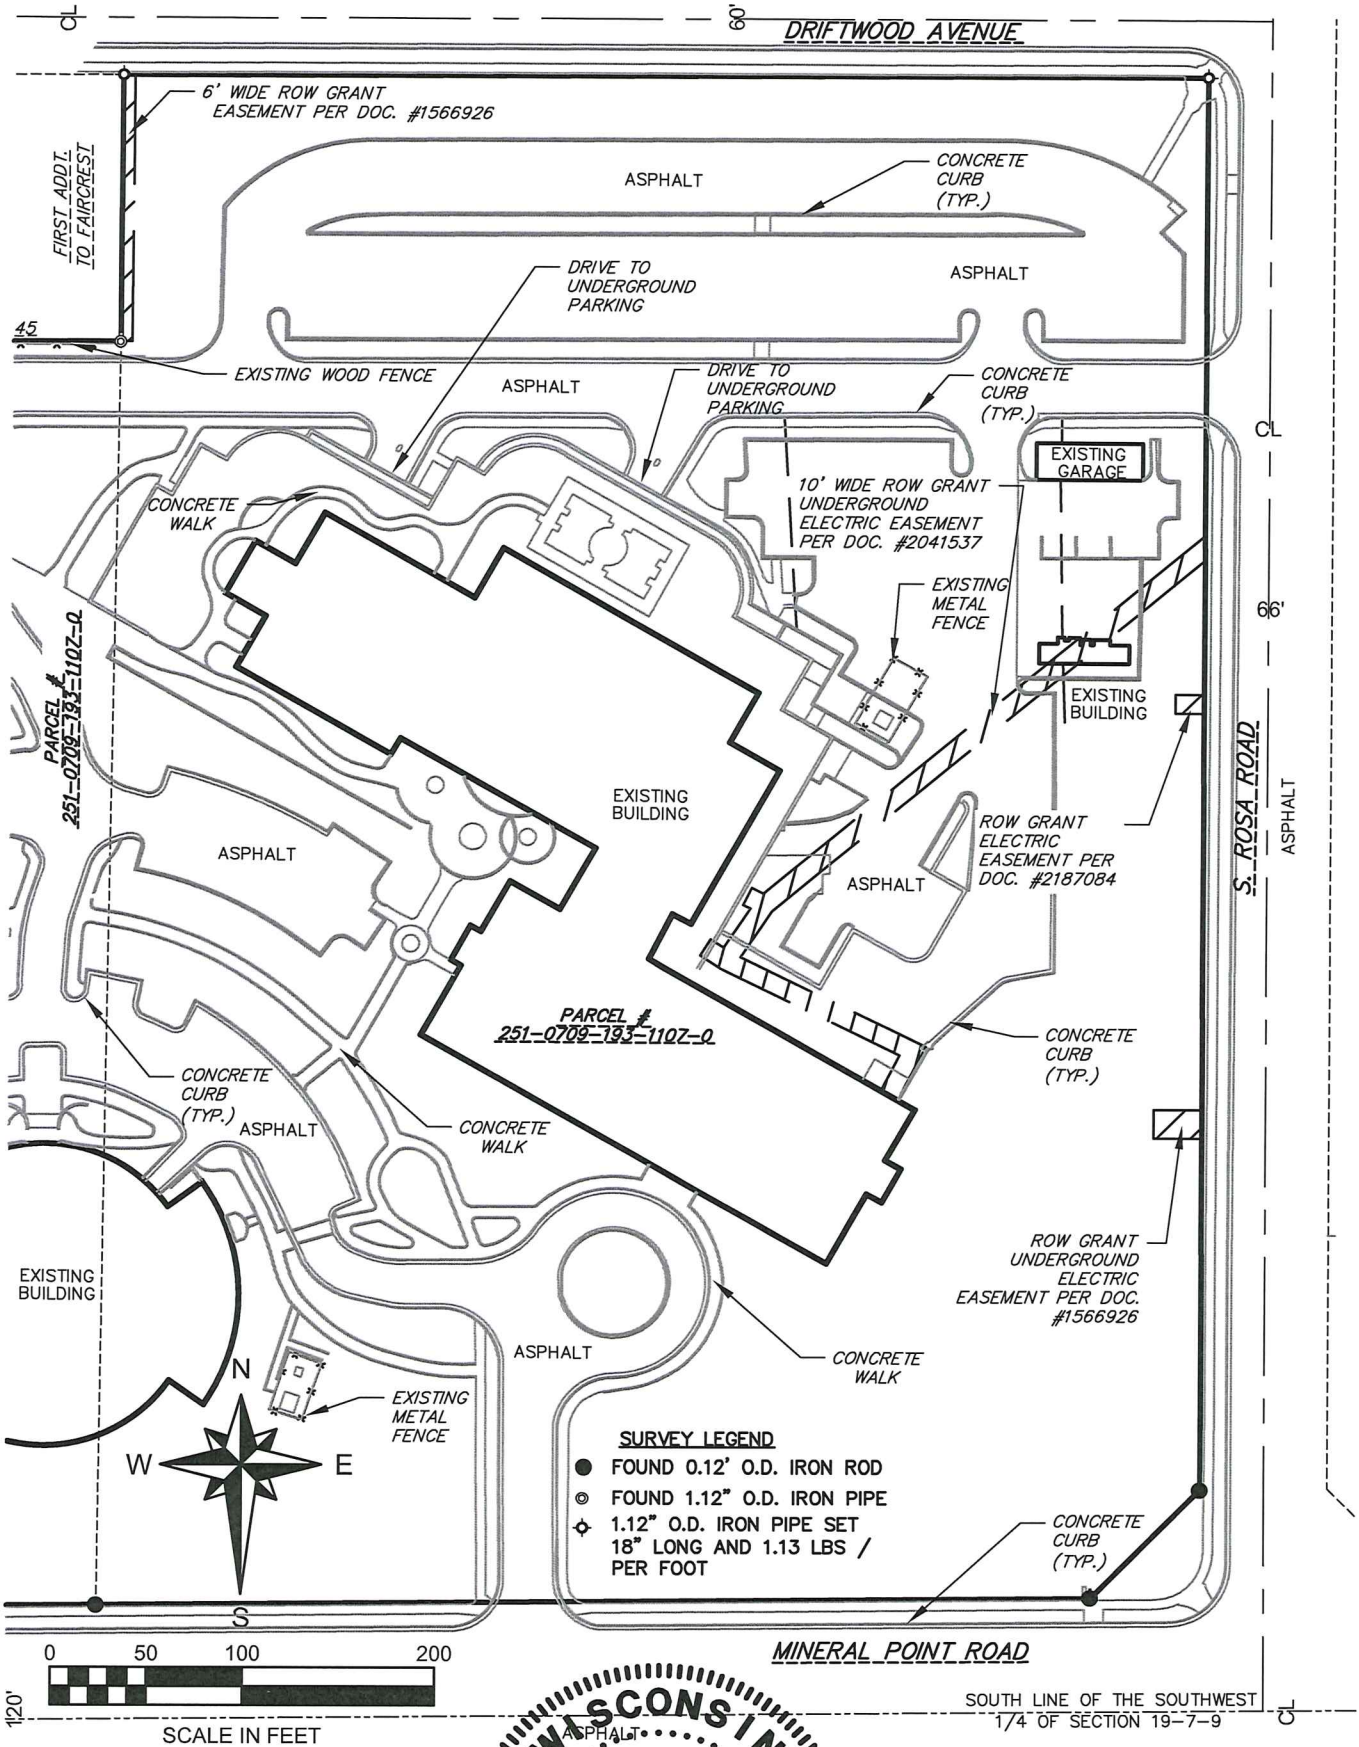 CL
60'
DRIFTWOOD AVENUE
6' WIDE ROW GRANT
EASEMENT PER DOC. #1566926
FIRST ADDT.
TO FAIRCREST
ASPHALT
CONCRETE
CURB
(TYP.)
ASPHALT
DRIVE TO
UNDERGROUND
PARKING
45
EXISTING WOOD FENCE
ASPHALT
DRIVE TO
UNDERGROUND
PARKING
CONCRETE
CURB
(TYP.)
CL
EXISTING
GARAGE
CONCRETE
WALK
10' WIDE ROW GRANT
UNDERGROUND
ELECTRIC EASEMENT
PER DOC. #2041537
EXISTING
METAL
FENCE
66'
PARCEL #
251-0709-193-1107-0
EXISTING
BUILDING
S. ROSA ROAD
ASPHALT
EXISTING
BUILDING
ROW GRANT
ELECTRIC
EASEMENT PER
DOC. #2187084
ASPHALT
ASPHALT
PARCEL #
251-0709-193-1107-0
CONCRETE
CURB
(TYP.)
CONCRETE
CURB
(TYP.)
ASPHALT
CONCRETE
WALK
ROW GRANT
UNDERGROUND
ELECTRIC
EASEMENT PER DOC.
#1566926
EXISTING
BUILDING
ASPHALT
CONCRETE
WALK
EXISTING
METAL
FENCE
N
W
E
S
SURVEY LEGEND
FOUND 0.12' O.D. IRON ROD
FOUND 1.12" O.D. IRON PIPE
1.12" O.D. IRON PIPE SET
18" LONG AND 1.13 LBS /
PER FOOT
CONCRETE
CURB
(TYP.)
MINERAL POINT ROAD
0 50 100 200
SCALE IN FEET
120'
WISCONSIN
ASPHALT
SOUTH LINE OF THE SOUTHWEST
1/4 OF SECTION 19-7-9
CL